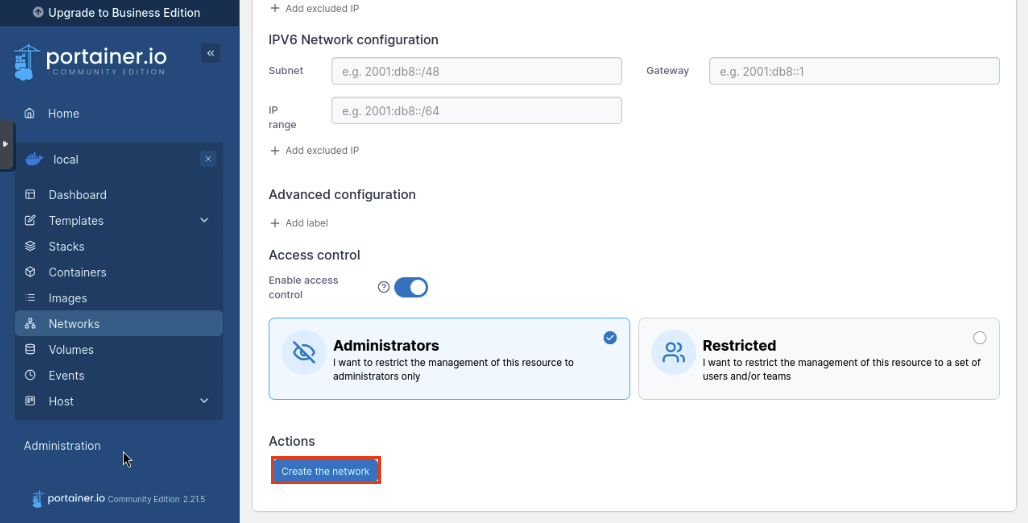 Upgrade to Business Edition
portainer.io
COMMUNITY EDITION
Home
local
Dashboard
Templates
Stacks
Containers
Images
Networks
Volumes
Events
Host
Administration
portainer.io Community Edition 2.21.5
Add excluded IP
IPV6 Network configuration
Subnet e.g. 2001:db8::/48 Gateway e.g. 2001:db8::1
IP
range e.g. 2001:db8::/64
Add excluded IP
Advanced configuration
Add label
Access control
Enable access
control
Administrators
I want to restrict the management of this resource to
administrators only
Restricted
I want to restrict the management of this resource to a set of
users and/or teams
Actions
Create the network